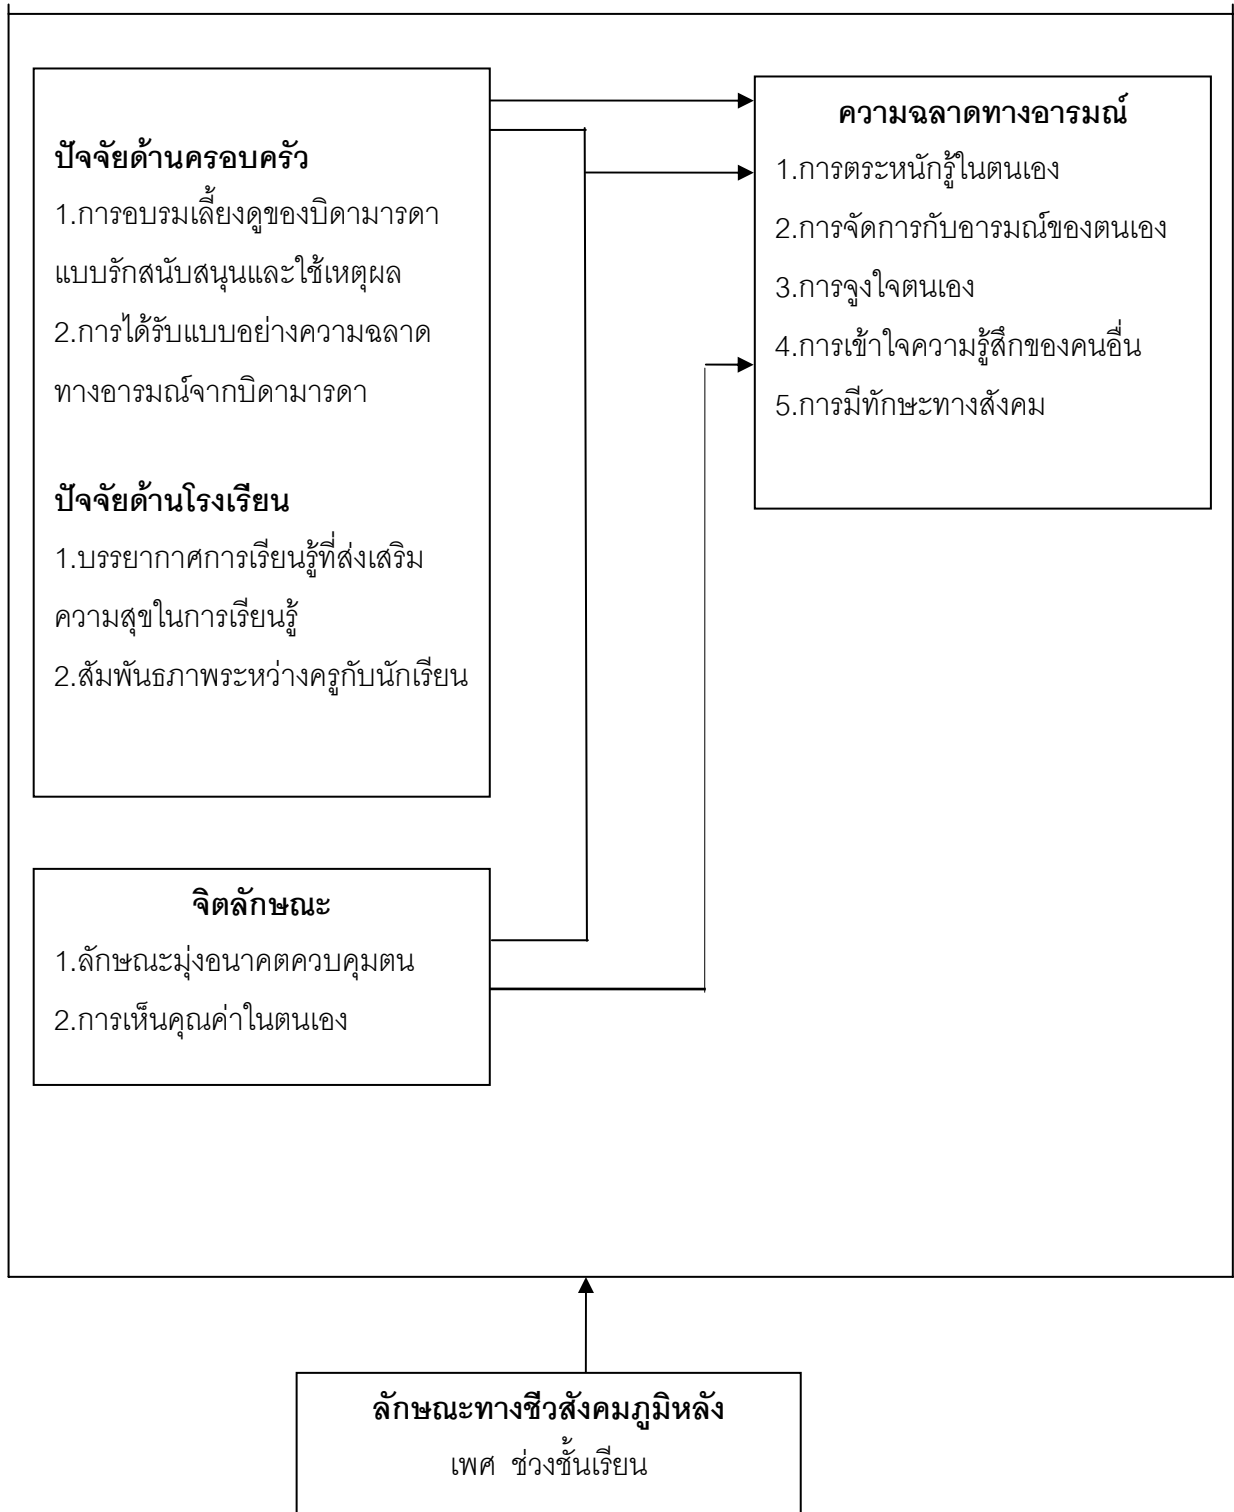 ปัจจัยด้านครอบครัว
1.การอบรมเลี้ยงดูของบิดามารดา
แบบรักสนับสนุนและใช้เหตุผล
2.การได้รับแบบอย่างความฉลาด
ทางอารมณ์จากบิดามารดา
ปัจจัยด้านโรงเรียน
1.บรรยากาศการเรียนรู้ที่ส่งเสริม
ความสุขในการเรียนรู้
2.สัมพันธภาพระหว่างครูกับนักเรียน
ความฉลาดทางอารมณ์
1.การตระหนักรู้ในตนเอง
2.การจัดการกับอารมณ์ของตนเอง
3.การจูงใจตนเอง
4.การเข้าใจความรู้สึกของคนอื่น
5.การมีทักษะทางสังคม
จิตลักษณะ
1.ลักษณะมุ่งอนาคตควบคุมตน
2.การเห็นคุณค่าในตนเอง
ลักษณะทางชีวสังคมภูมิหลัง
เพศ ช่วงชั้นเรียน